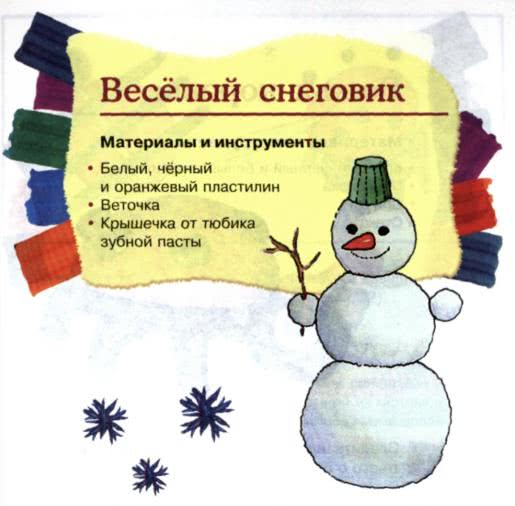 Весёлый снеговик
Материалы и инструменты
• Белый, чёрный
и оранжевый пластилин
• Веточка
• Крышечка от тюбика
зубной пасты